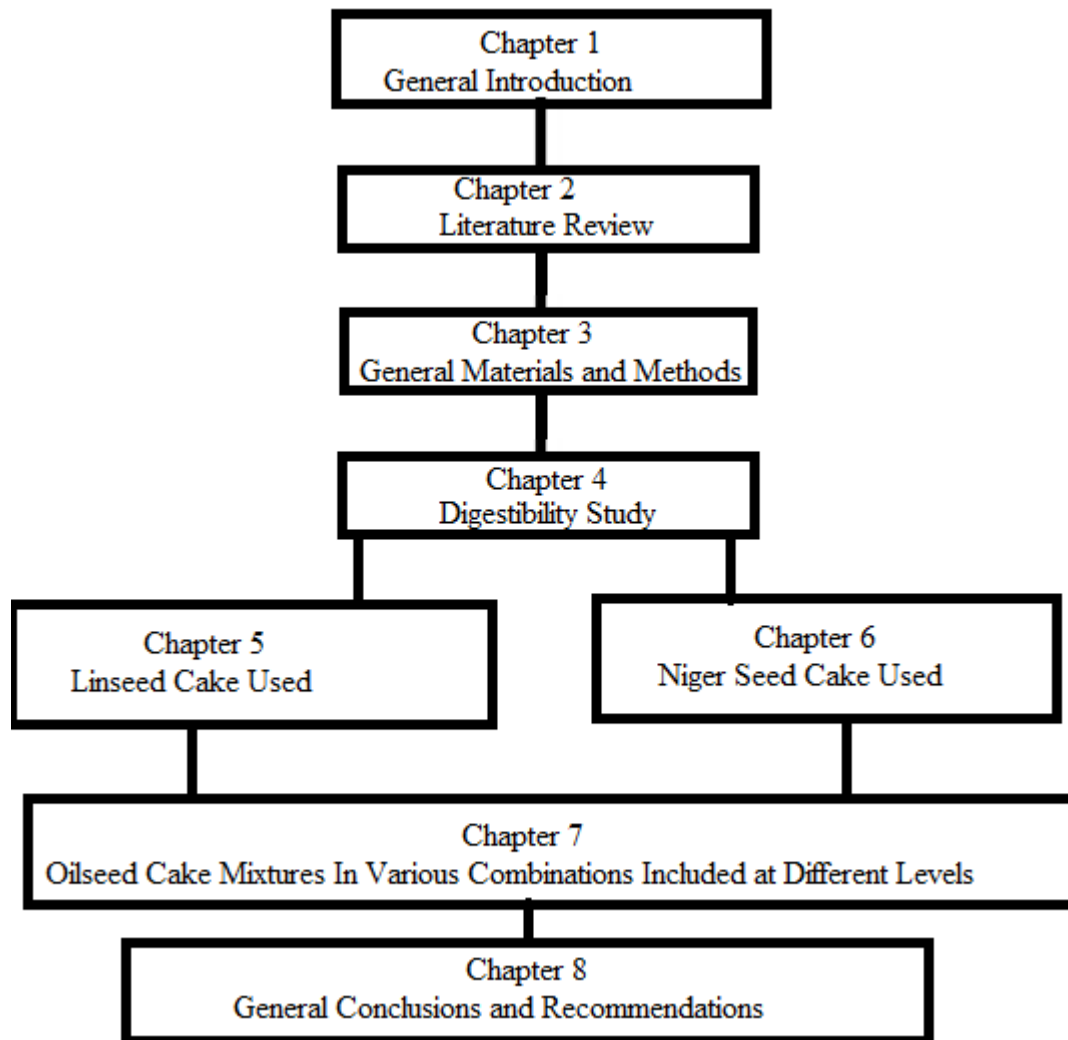 Chapter 1
General Introduction
Chapter 2
Literature Review
Chapter 3
General Materials and Methods
Chapter 4
Digestibility Study
Chapter 5
Linseed Cake Used
Chapter 6
Niger Seed Cake Used
Chapter 7
Oilseed Cake Mixtures In Various Combinations Included at Different Levels
Chapter 8
General Conclusions and Recommendations